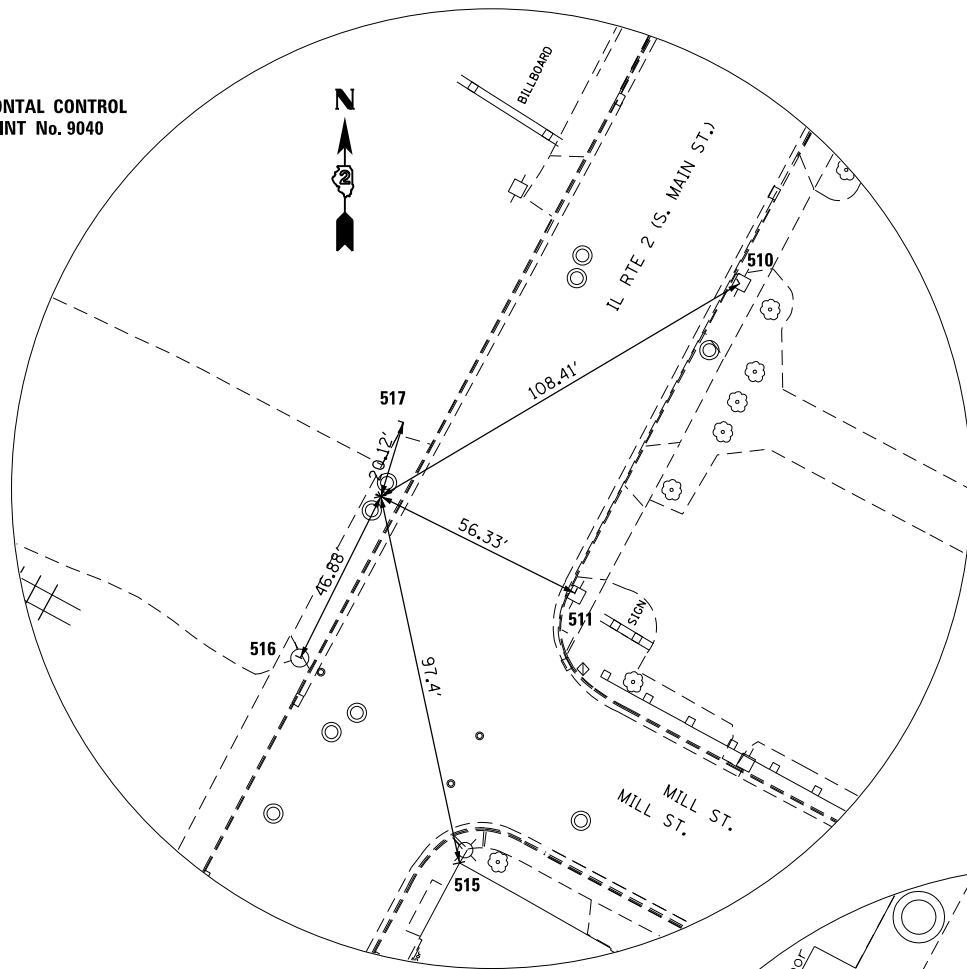 ONTAL CONTROL
INT No. 9040
N
2
BILLBOARD
IL RTE 2 (S. MAIN ST.)
510
108.41'
517
20.12'
56.33'
46.88'
511
SIGN
516
97.4'
MILL ST.
MILL ST.
515
or